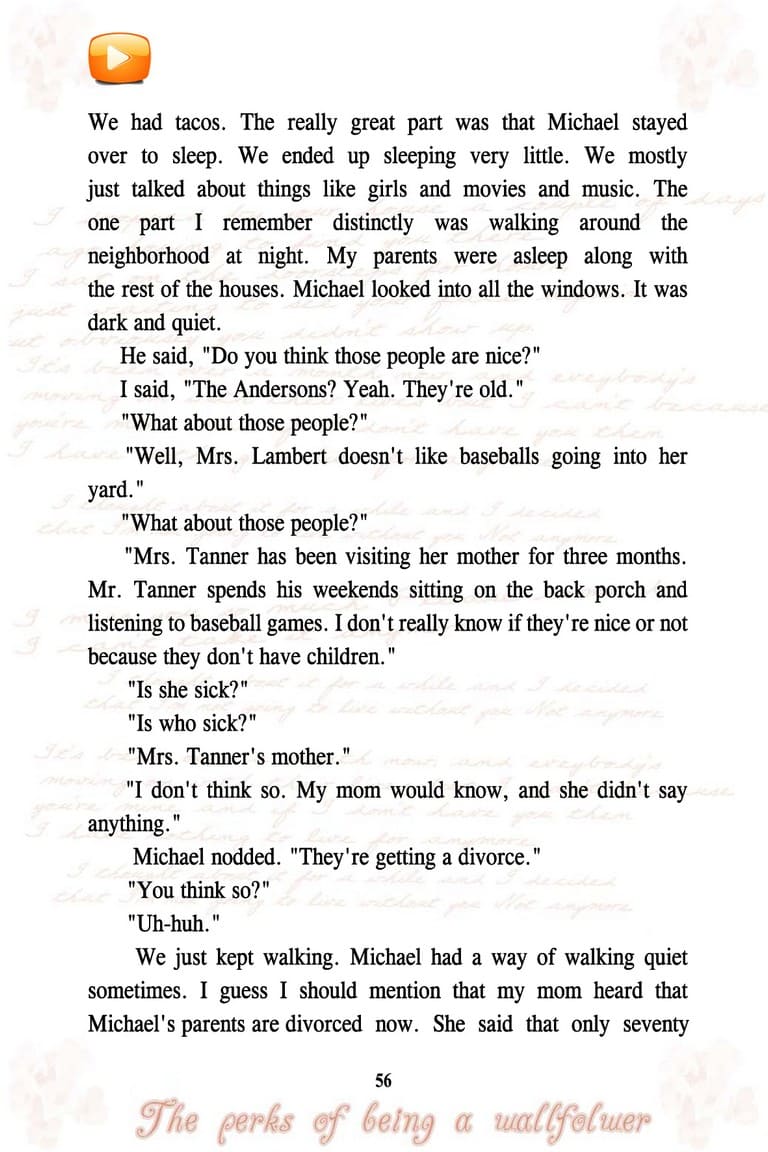 We had tacos. The really great part was that Michael stayed
over to sleep. We ended up sleeping very little. We mostly
just talked about things like girls and movies and music. The
one part I remember distinctly was walking around the
neighborhood at night. My parents were asleep along with
the rest of the houses. Michael looked into all the windows. It was
dark and quiet.
He said, "Do you think those people are nice?"
I said, "The Andersons? Yeah. They're old."
"What about those people?"
"Well, Mrs. Lambert doesn't like baseballs going into her
yard."
"What about those people?"
"Mrs. Tanner has been visiting her mother for three months.
Mr. Tanner spends his weekends sitting on the back porch and
listening to baseball games. I don't really know if they're nice or not
because they don't have children."
"Is she sick?"
"Is who sick?"
"Mrs. Tanner's mother."
"I don't think so. My mom would know, and she didn't say
anything."
Michael nodded. "They're getting a divorce."
"You think so?"
"Uh-huh."
We just kept walking. Michael had a way of walking quiet
sometimes. I guess I should mention that my mom heard that
Michael's parents are divorced now. She said that only seventy
56
The perks of being a wallfolwer